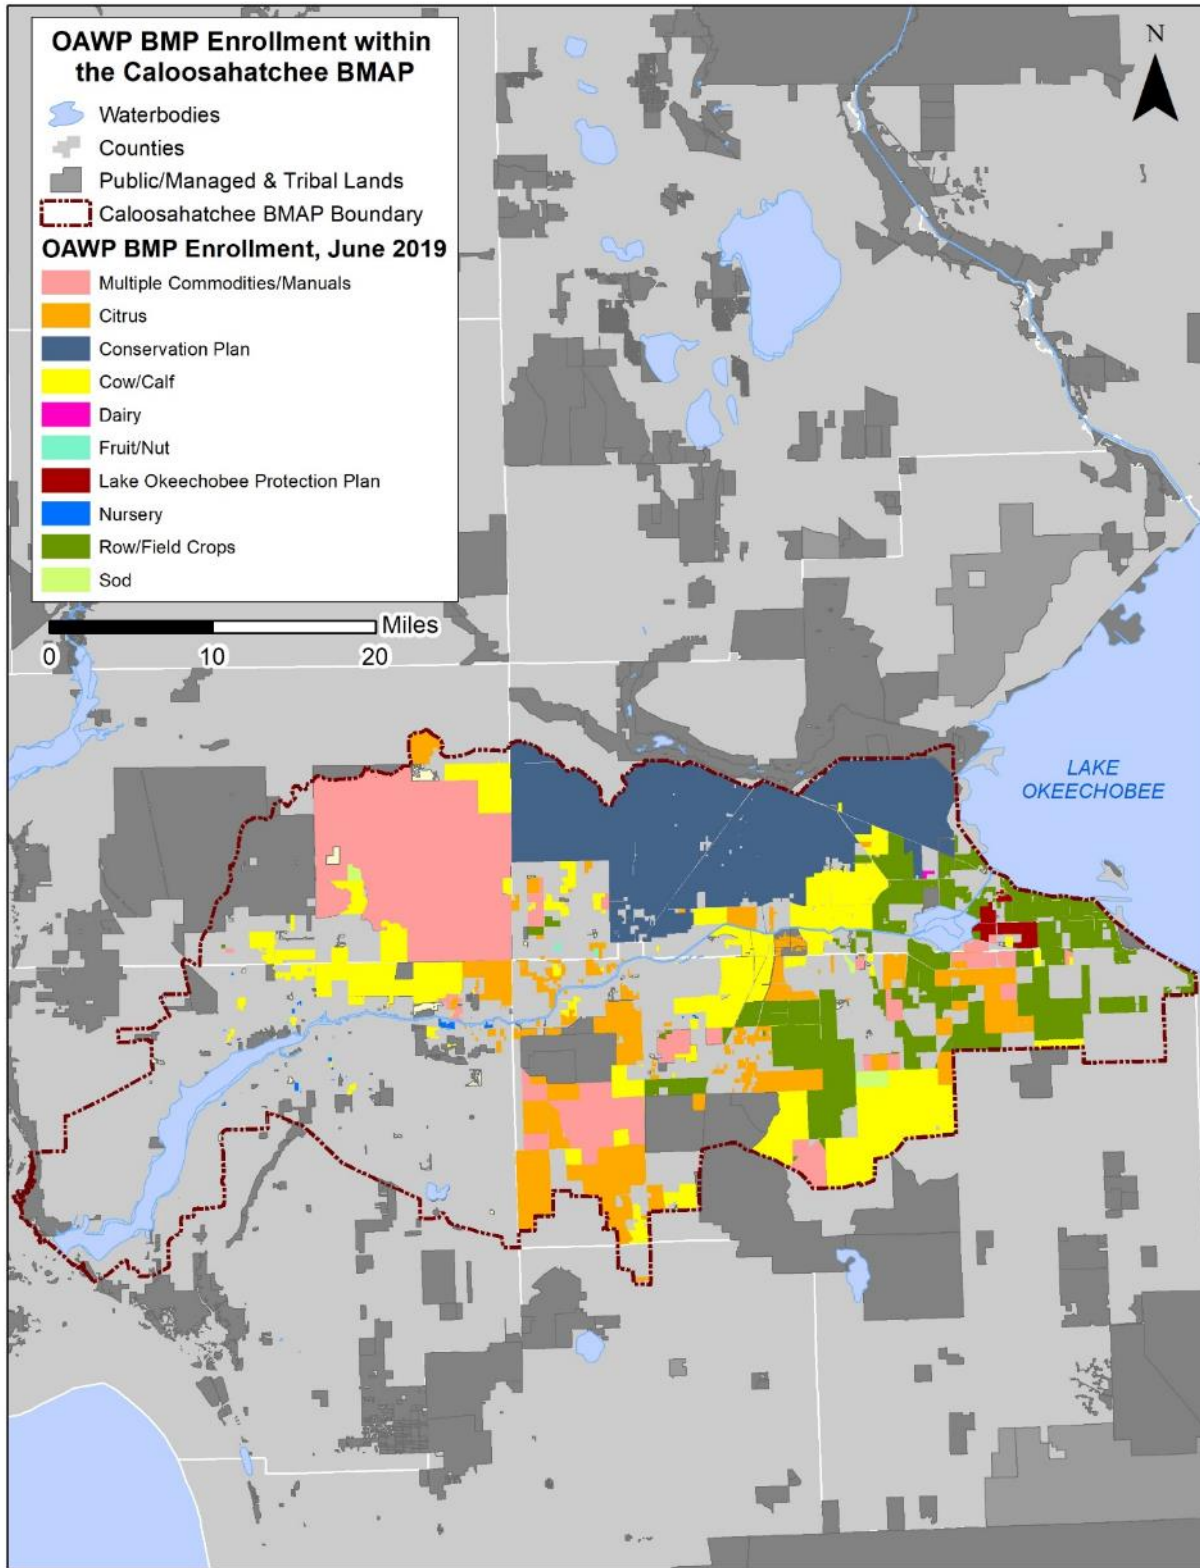 OAWP BMP Enrollment within
the Caloosahatchee BMAP
Waterbodies
Counties
Public/Managed & Tribal Lands
Caloosahatchee BMAP Boundary
OAWP BMP Enrollment, June 2019
Multiple Commodities/Manuals
Citrus
Conservation Plan
Cow/Calf
Dairy
Fruit/Nut
Lake Okeechobee Protection Plan
Nursery
Row/Field Crops
Sod
Miles
0 10 20
N
LAKE
OKEECHOBEE